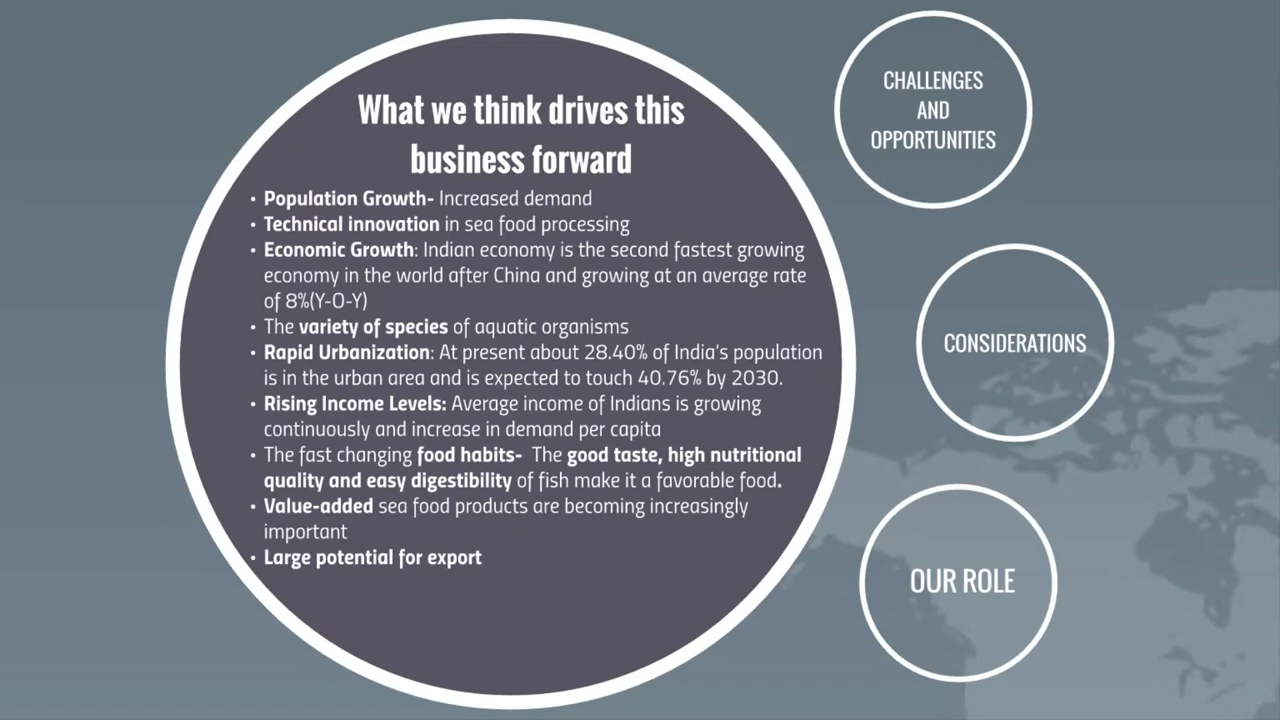 What we think drives this
business forward
• Population Growth- Increased demand
• Technical innovation in sea food processing
• Economic Growth: Indian economy is the second fastest growing
economy in the world after China and growing at an average rate
of 8%(Y-O-Y)
• The variety of species of aquatic organisms
• Rapid Urbanization: At present about 28.40% of India's population
is in the urban area and is expected to touch 40.76% by 2030.
• Rising Income Levels: Average income of Indians is growing
continuously and increase in demand per capita
• The fast changing food habits- The good taste, high nutritional
quality and easy digestibility of fish make it a favorable food.
• Value-added sea food products are becoming increasingly
important
• Large potential for export
CHALLENGES
AND
OPPORTUNITIES
CONSIDERATIONS
OUR ROLE